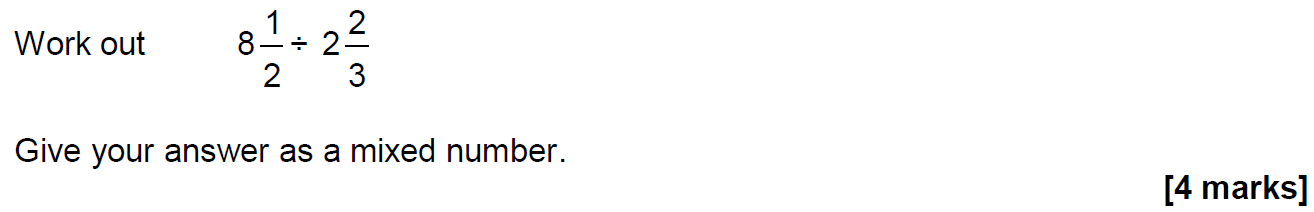 Work out 8 1/2 ÷ 2 2/3
Give your answer as a mixed number.
[4 marks]